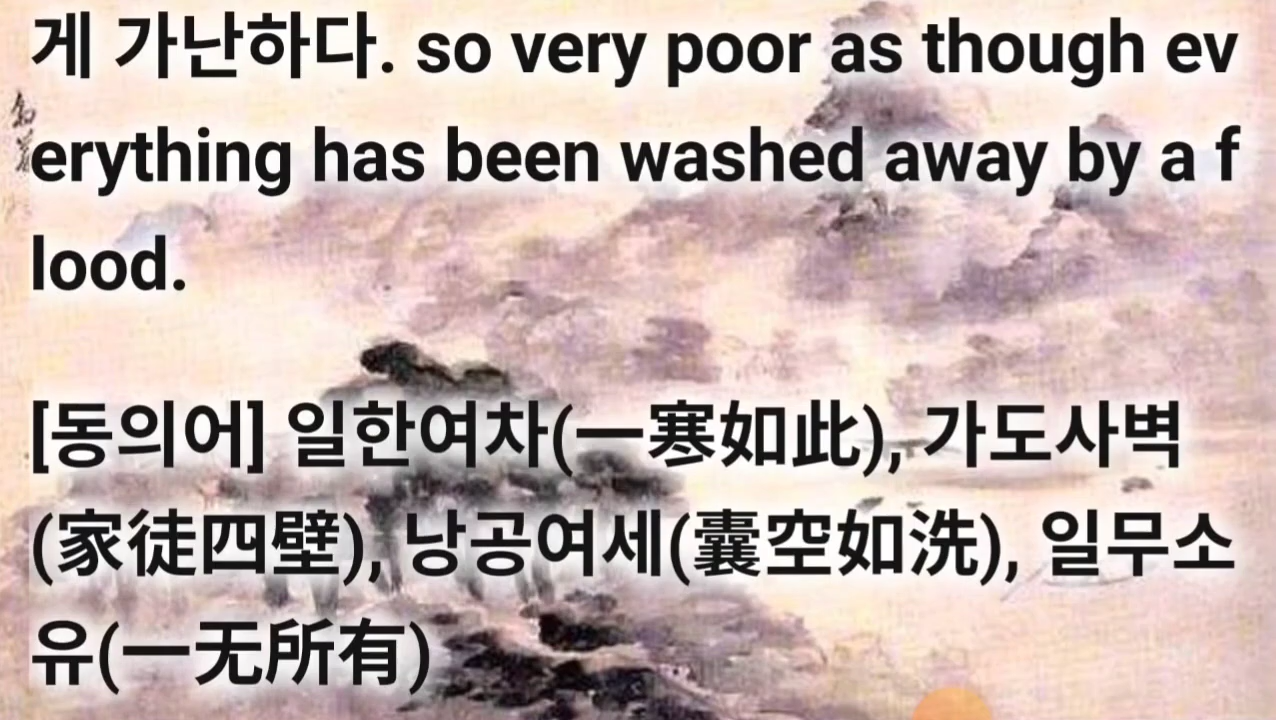 게 가난하다. so very poor as though ev
erything has been washed away by a f
lood.
[동의어] 일한여차(一寒如此), 가도사벽
(家徒四壁), 낭공여세(囊空如洗), 일무소
유(一无所有)